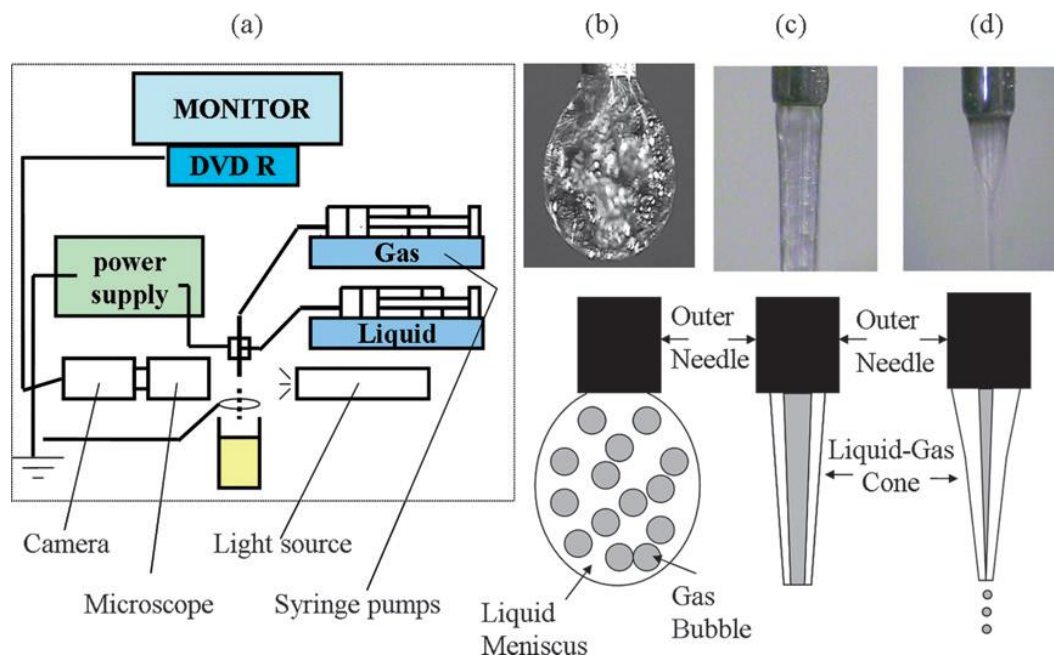 (a)
(b)
(c)
(d)
MONITOR
DVD R
Gas
power
supply
Liquid
Outer
Needle
Outer
Needle
Liquid-Gas
Cone
Camera
Light source
Microscope
Syringe pumps
Liquid
Meniscus
Gas
Bubble